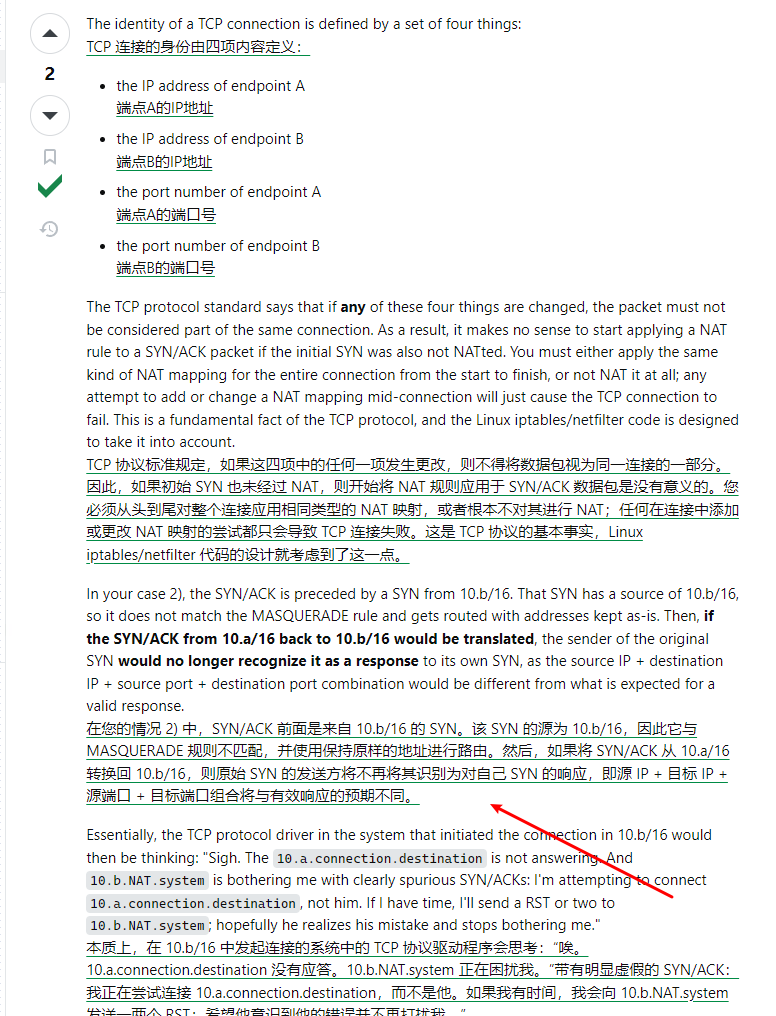 The identity of a TCP connection is defined by a set of four things:
TCP 连接的身份由四项内容定义：
2
the IP address of endpoint A
端点A的IP地址
the IP address of endpoint B
端点B的IP地址
the port number of endpoint A
端点A的端口号
the port number of endpoint B
端点B的端口号
The TCP protocol standard says that if any of these four things are changed, the packet must not
be considered part of the same connection. As a result, it makes no sense to start applying a NAT
rule to a SYN/ACK packet if the initial SYN was also not NATted. You must either apply the same
kind of NAT mapping for the entire connection from the start to finish, or not NAT it at all; any
attempt to add or change a NAT mapping mid-connection will just cause the TCP connection to
fail. This is a fundamental fact of the TCP protocol, and the Linux iptables/netfilter code is designed
to take it into account.
TCP 协议标准规定，如果这四项中的任何一项发生更改，则不得将数据包视为同一连接的一部分。
因此，如果初始 SYN 也未经过 NAT，则开始将 NAT 规则应用于 SYN/ACK 数据包是没有意义的。您
必须从头到尾对整个连接应用相同类型的 NAT 映射，或者根本不对其进行 NAT；任何在连接中添加
或更改 NAT 映射的尝试都只会导致 TCP 连接失败。这是 TCP 协议的基本事实，Linux
iptables/netfilter 代码的设计就考虑到了这一点。
In your case 2), the SYN/ACK is preceded by a SYN from 10.b/16. That SYN has a source of 10.b/16,
so it does not match the MASQUERADE rule and gets routed with addresses kept as-is. Then, if
the SYN/ACK from 10.a/16 back to 10.b/16 would be translated, the sender of the original
SYN would no longer recognize it as a response to its own SYN, as the source IP + destination
IP + source port + destination port combination would be different from what is expected for a
valid response.
在您的情况 2) 中，SYN/ACK 前面是来自 10.b/16 的 SYN。该 SYN 的源为 10.b/16，因此它与
MASQUERADE 规则不匹配，并使用保持原样的地址进行路由。然后，如果将 SYN/ACK 从 10.a/16
转换回 10.b/16，则原始 SYN 的发送方将不再将其识别为对自己 SYN 的响应，即源 IP + 目标 IP +
源端口 + 目标端口组合将与有效响应的预期不同。
Essentially, the TCP protocol driver in the system that initiated the connection in 10.b/16 would
then be thinking: "Sigh. The 10.a.connection.destination is not answering. And
10.b.NAT.system is bothering me with clearly spurious SYN/ACKs: I'm attempting to connect
10.a.connection.destination, not him. If I have time, I'll send a RST or two to
10.b.NAT.system; hopefully he realizes his mistake and stops bothering me."
本质上，在 10.b/16 中发起连接的系统中的 TCP 协议驱动程序会思考：“唉。
10.a.connection.destination 没有应答。10.b.NAT.system 正在困扰我。“带有明显虚假的 SYN/ACK：
我正在尝试连接 10.a.connection.destination，而不是他。如果我有时间，我会向 10.b.NAT.system
发送一两个 RST；希望他意识到他的错误并不再打扰我。”